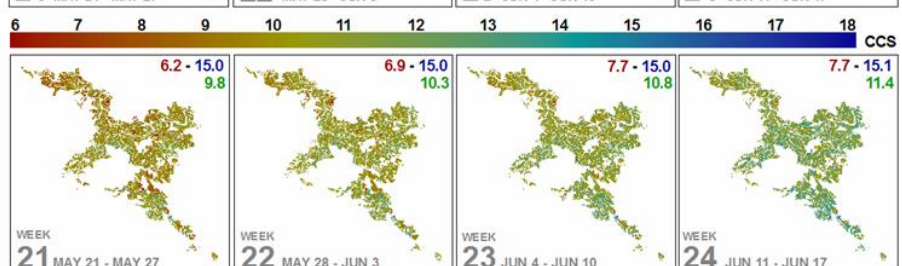 6 7 8 9 10 11 12 13 14 15 16 17 18
CCS
6.2 - 15.0
9.8
WEEK
21 MAY 21 - MAY 27
6.9 - 15.0
10.3
WEEK
22 MAY 28 - JUN 3
7.7 - 15.0
10.8
WEEK
23 JUN 4 - JUN 10
7.7 - 15.1
11.4
WEEK
24 JUN 11 - JUN 17